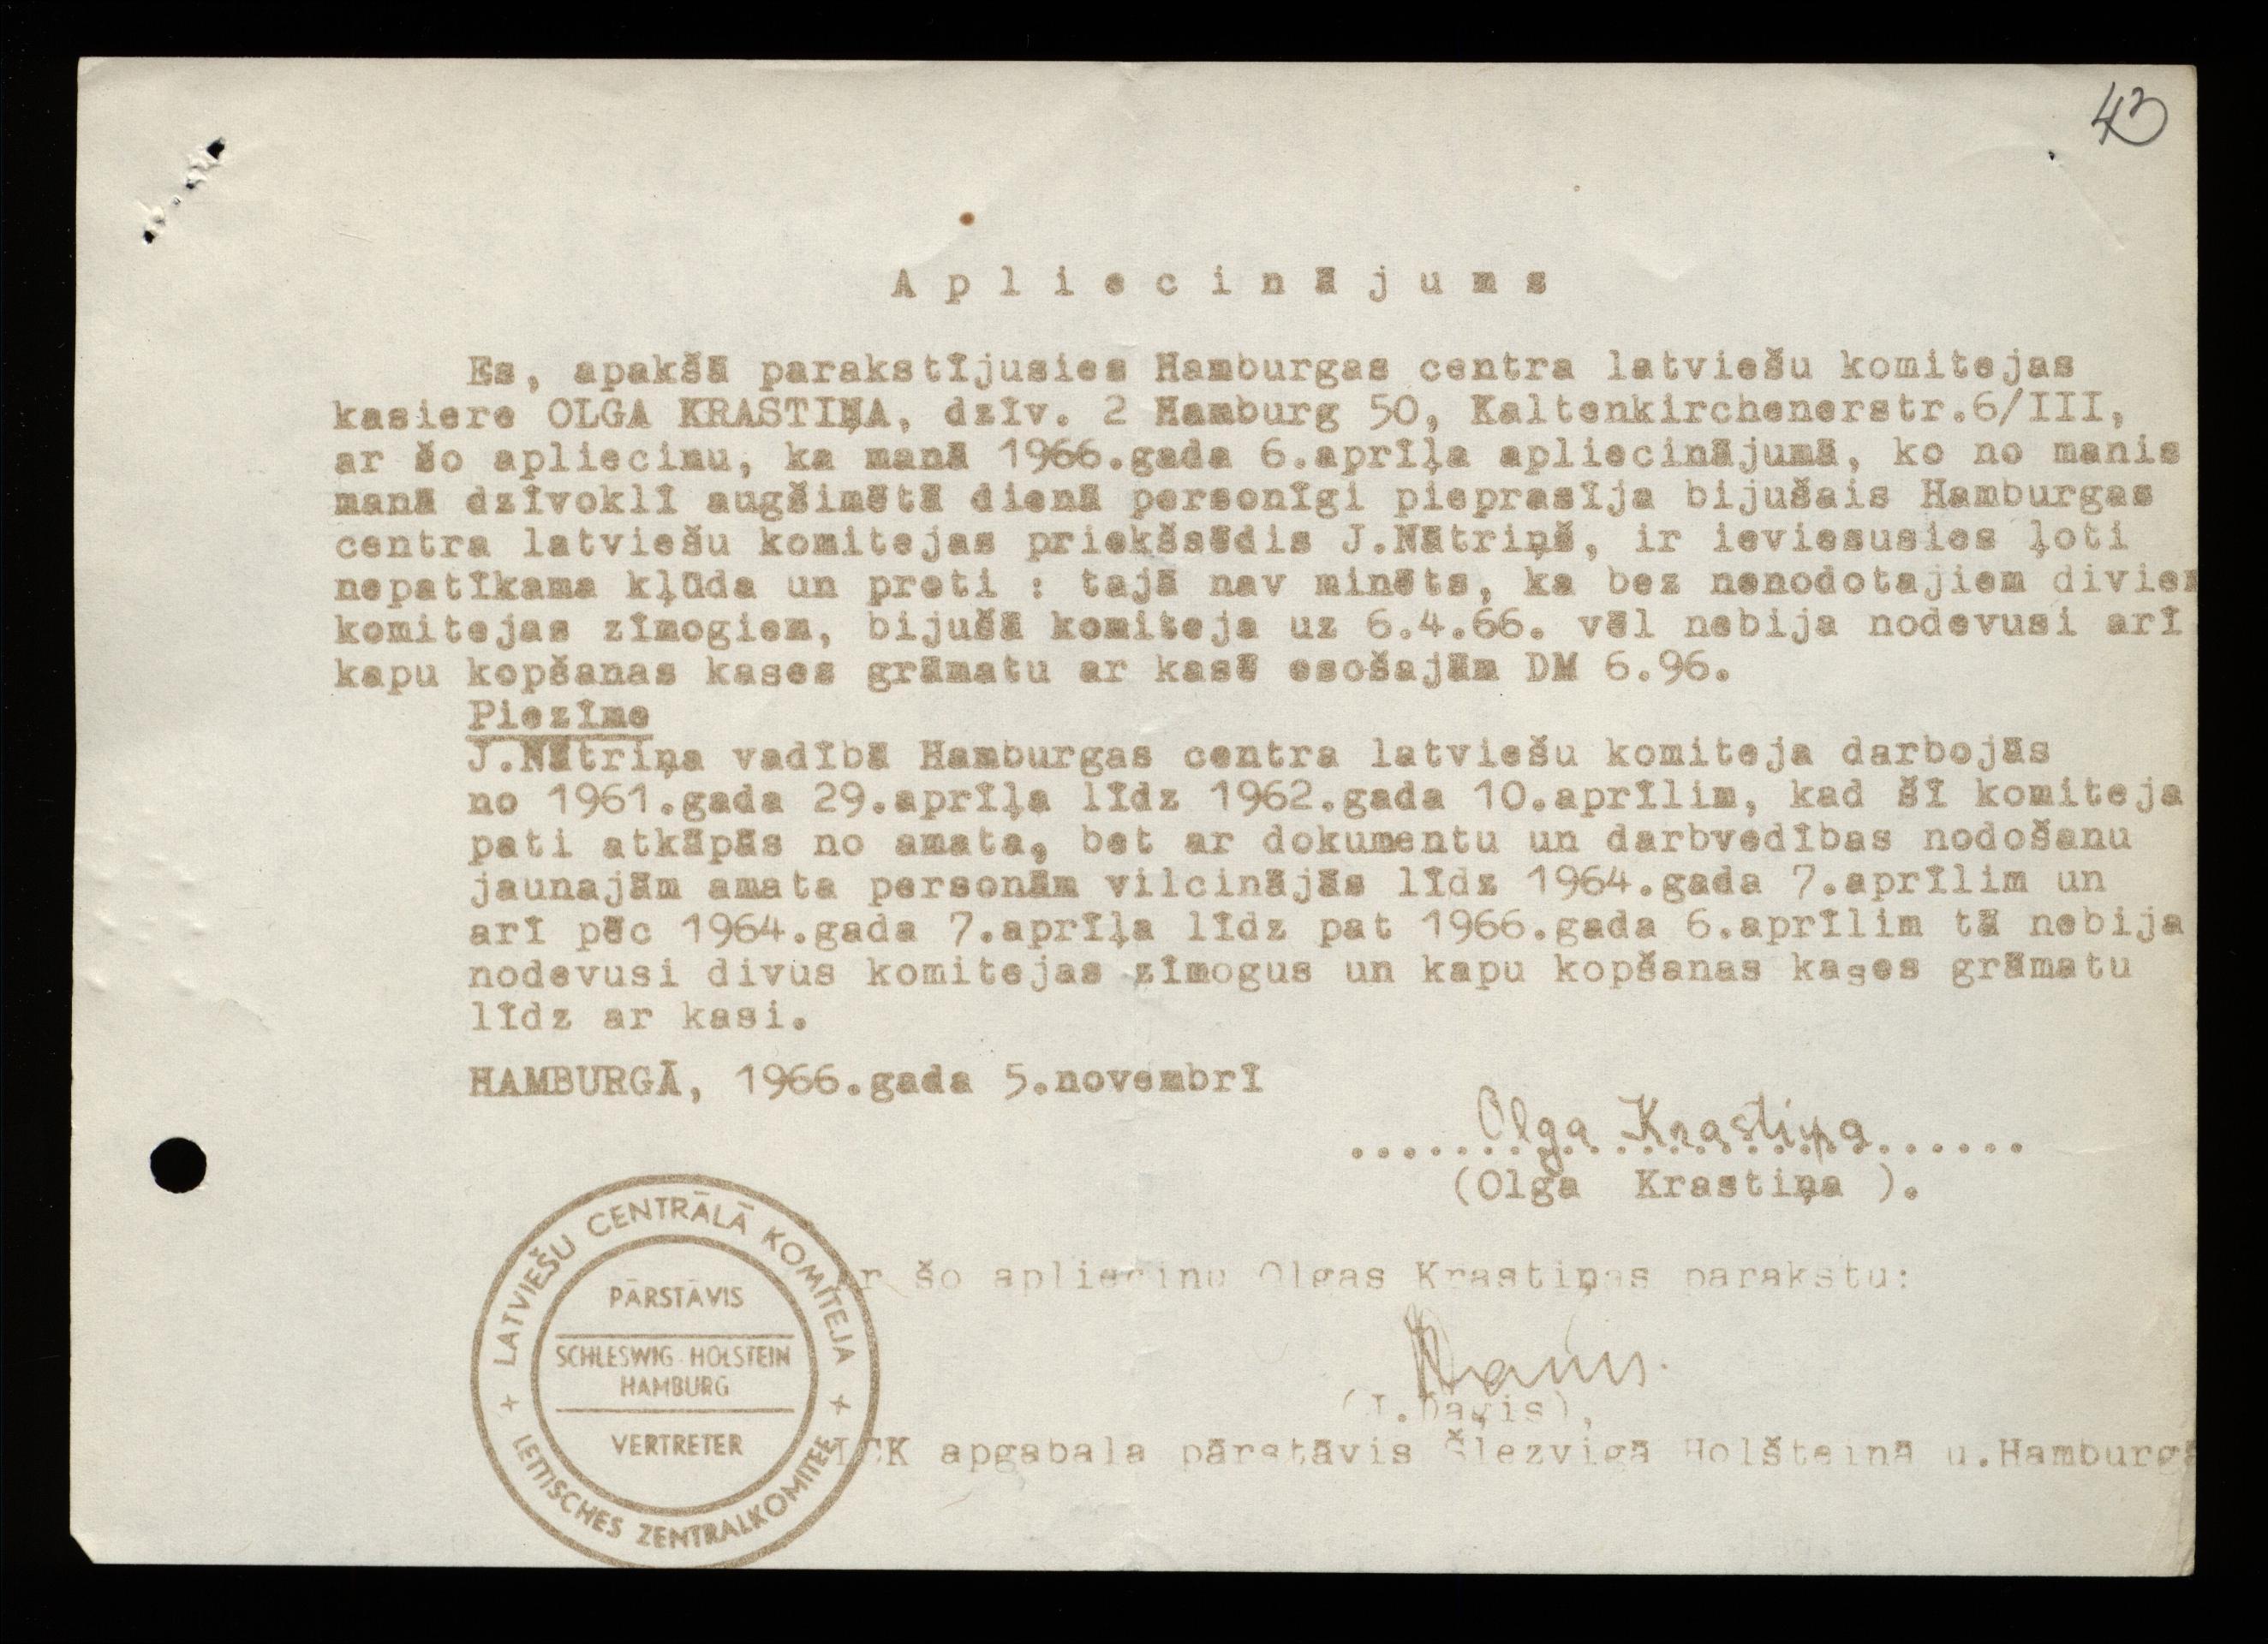 43
A p l i e c i n ā j u m s
Es, apakšā parakstījusies Hamburgas centra latviešu komitejas
kasiere OLGA KRASTIŅA, dzīv. 2 Hamburg 50, Kaltenkirchenerstr.6/III,
ar šo apliecinu, ka manā 1966.gada 6.aprīļa apliecinājumā, ko no manis
manā dzīvoklī augšimētā dienā personīgi pieprasīja bijušais Hamburgas
centra latviešu komitejas priekšsēdis J.Nātriņš, ir ieviesusies ļoti
nepatīkama kļūda un proti : tajā nav minēts, ka bez nenodotajiem diviem
komitejas zīmogiem, bijušā komiteja uz 6.4.66. vēl nebija nodevusi arī
kapu kopšanas kases grāmatu ar kasē esošajām DM 6.96.
Piezīme
J.Nātriņa vadībā Hamburgas centra latviešu komiteja darbojās
no 1961.gada 29.aprīļa līdz 1962.gada 10.aprīlim, kad šī komiteja
pati atkāpās no amata, bet ar dokumentu un darbvedības nodošanu
jaunajām amata personām vilcinājās līdz 1964.gada 7.aprīlim un
arī pēc 1964.gada 7.aprīļa līdz pat 1966.gada 6.aprīlim tā nebija
nodevusi divus komitejas zīmogus un kapu kopšanas kases grāmatu
līdz ar kasi.
HAMBURGĀ, 1966.gada 5.novembrī
Olga Krastiņa
(Olga Krastiņa ).
Ar šo apliecinu Olgas Krastiņas parakstu:
(I.Daģis),
LCK apgabala pārstāvis Šlezvigā Holšteinā u.Hamburgā
LATVIEŠU CENTRĀLĀ KOMITEJA
PĀRSTĀVIS
SCHLESWIG-HOLSTEIN
HAMBURG
VERTRETER
LETTISCHES ZENTRALKOMITEE